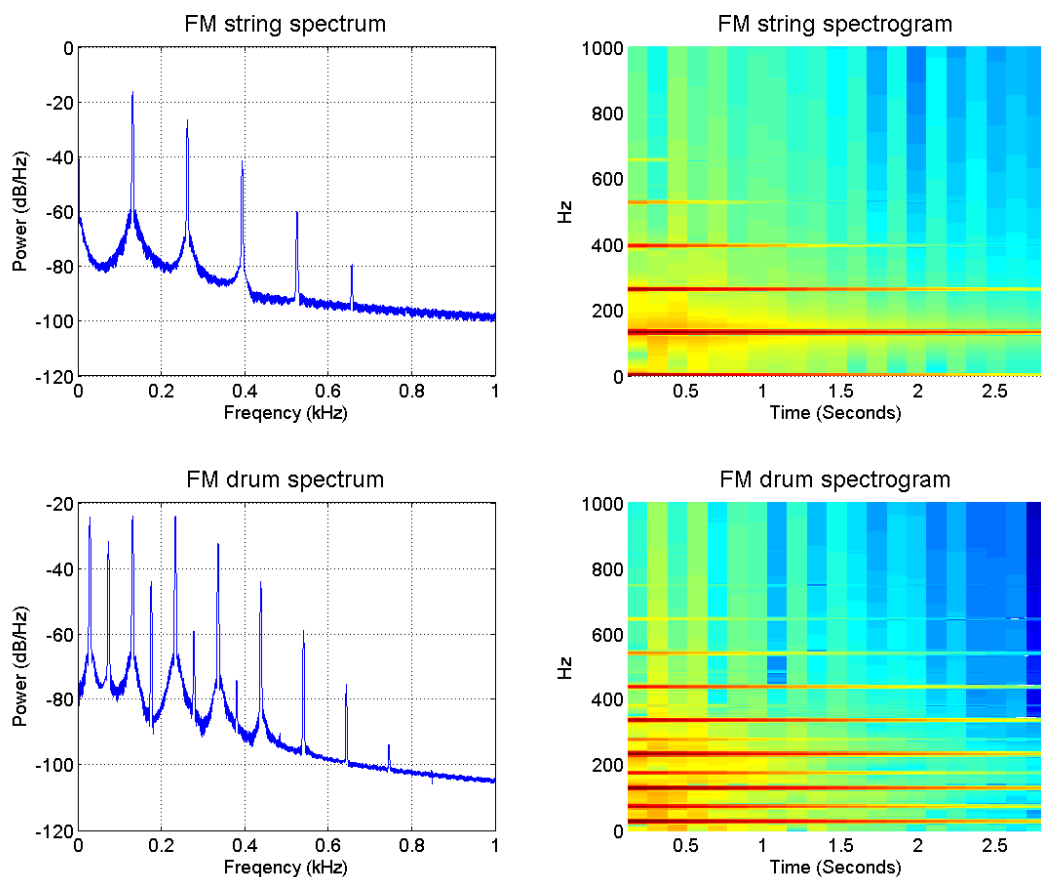 FM string spectrum
0
-20
-40
-60
-80
-100
-120
Power (dB/Hz)
0 0.2 0.4 0.6 0.8 1
Freqency (kHz)
FM string spectrogram
1000
800
600
400
200
0
Hz
0.5 1 1.5 2 2.5
Time (Seconds)
FM drum spectrum
-20
-40
-60
-80
-100
-120
Power (dB/Hz)
0 0.2 0.4 0.6 0.8 1
Freqency (kHz)
FM drum spectrogram
1000
800
600
400
200
0
Hz
0.5 1 1.5 2 2.5
Time (Seconds)